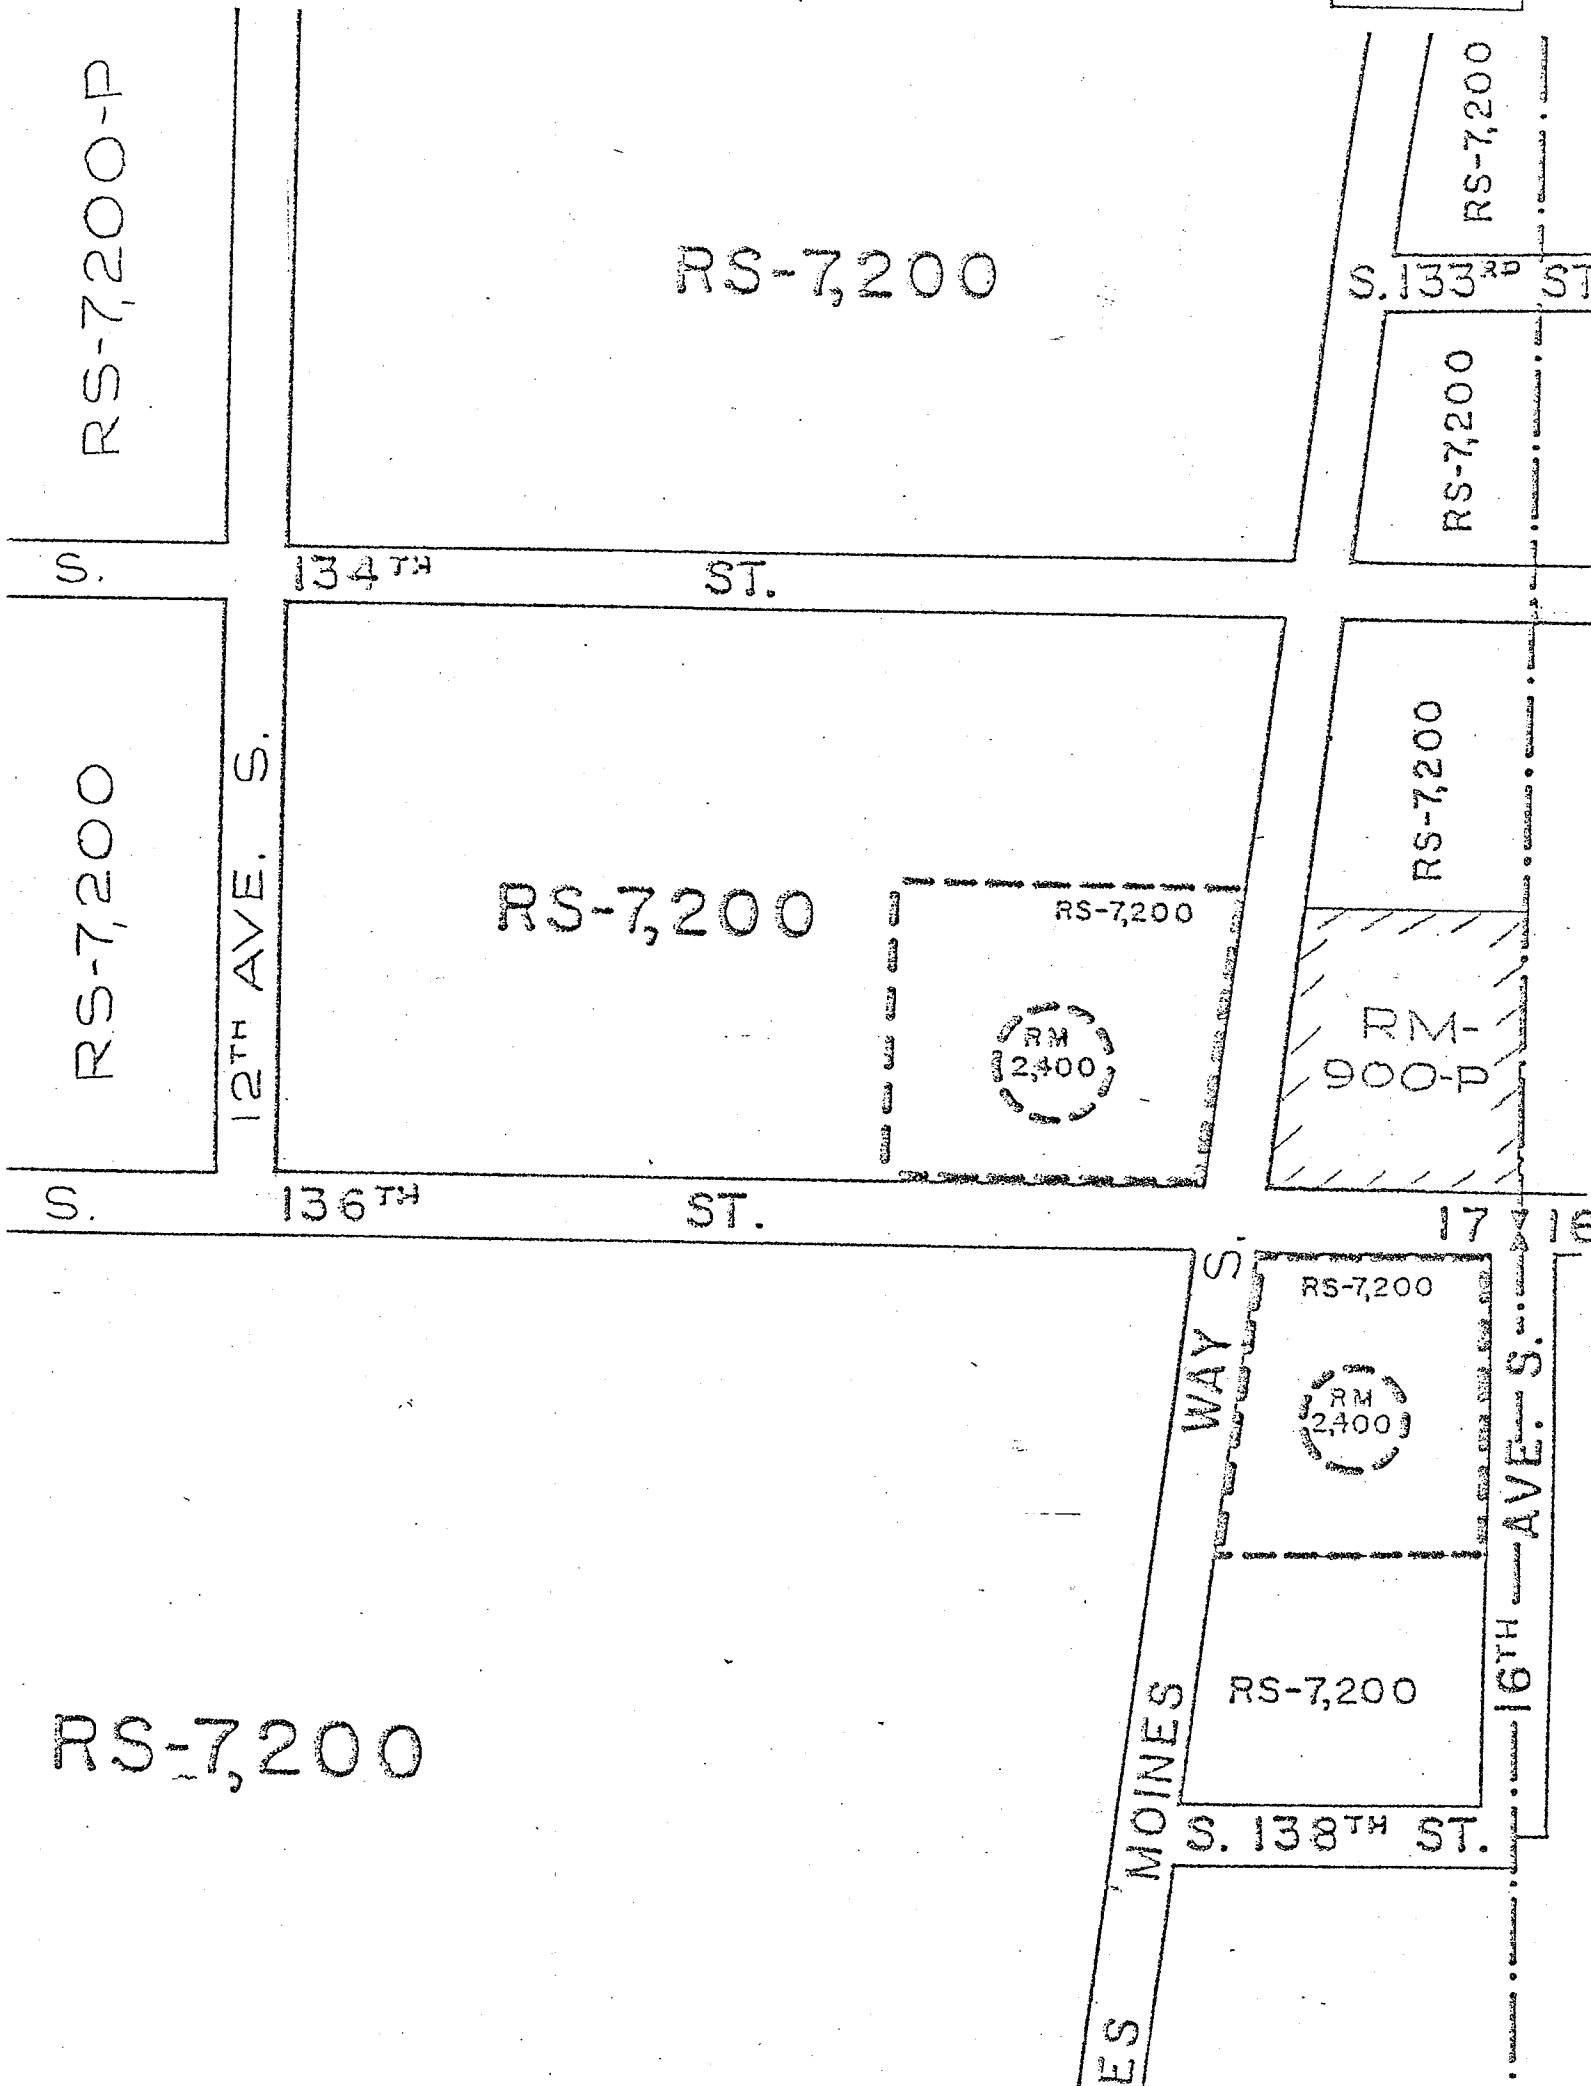 RS-7,200-P
RS-7,200
RS-7,200
S. 133RD ST
RS-7,200
S. 134TH ST.
RS-7,200
12TH AVE. S.
RS-7,200
RS-7,200
RM
2,400
RS-7,200
RM-
900-P
S. 136TH ST.
17 16
RS-7,200
RM
2,400
WAY S.
16TH AVE. S.
RS-7,200
RS-7,200
MOINES
S. 138TH ST.
ES